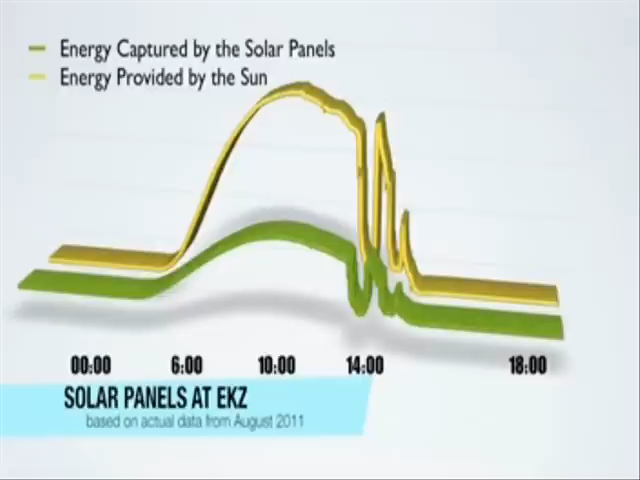 Energy Captured by the Solar Panels
Energy Provided by the Sun
00:00 6:00 10:00 14:00 18:00
SOLAR PANELS AT EKZ
based on actual data from August 2011